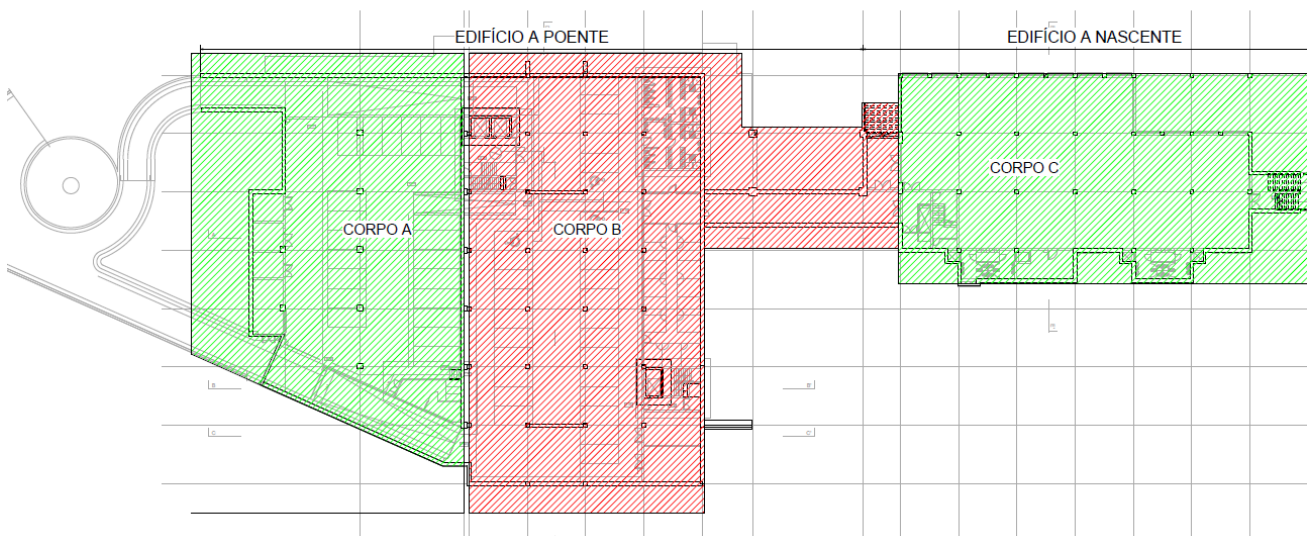 EDIFÍCIO A POENTE
EDIFÍCIO A NASCENTE
CORPO C
CORPO A
CORPO B